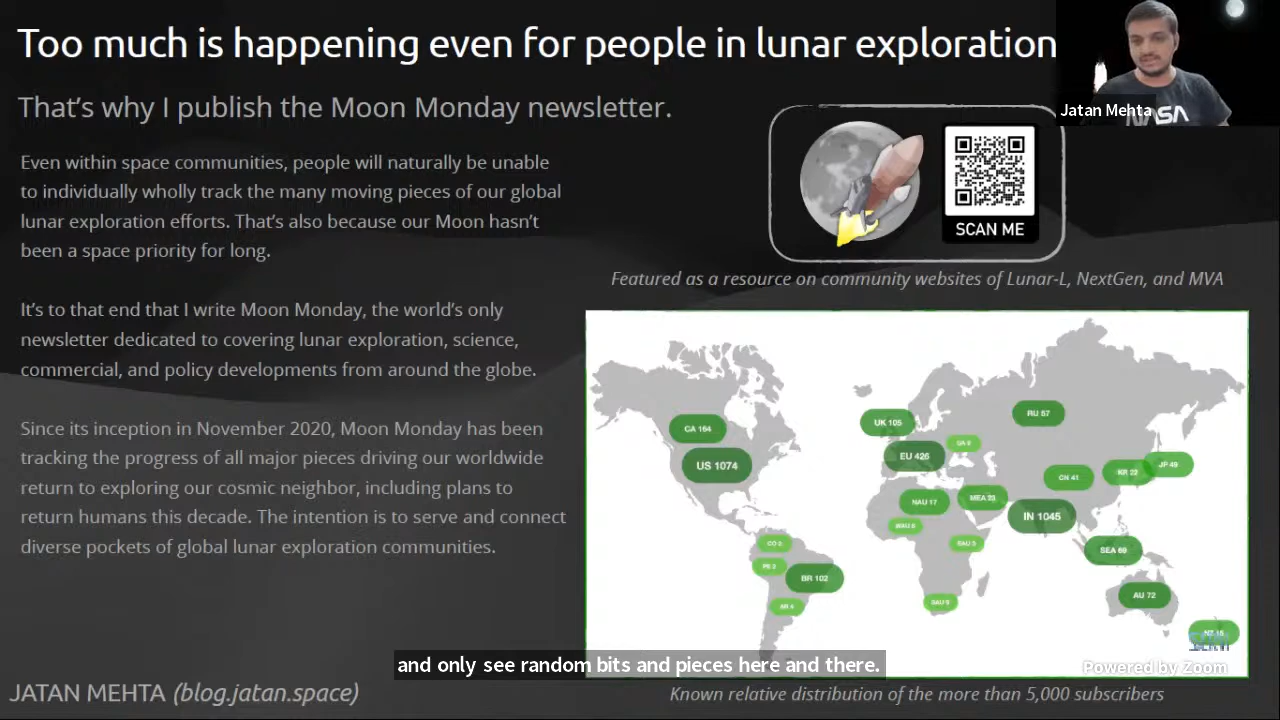 Too much is happening even for people in lunar exploration
That's why I publish the Moon Monday newsletter.
Even within space communities, people will naturally be unable
to individually wholly track the many moving pieces of our global
lunar exploration efforts. That's also because our Moon hasn't
been a space priority for long.
It's to that end that I write Moon Monday, the world's only
newsletter dedicated to covering lunar exploration, science,
commercial, and policy developments from around the globe.
Since its inception in November 2020, Moon Monday has been
tracking the progress of all major pieces driving our worldwide
return to exploring our cosmic neighbor, including plans to
return humans this decade. The intention is to serve and connect
diverse pockets of global lunar exploration communities.
JATAN MEHTA (blog.jatan.space)
Jatan Mehta
NASA
SCAN ME
Featured as a resource on community websites of Lunar-L, NextGen, and MVA
CA 164
US 1074
UK 105
EU 426
RU 57
CN 41
KR 22
JP 49
NAU 17
MEA 23
IN 1045
SEA 69
BR 102
AU 72
and only see random bits and pieces here and there.
Powered by Zoom
Known relative distribution of the more than 5,000 subscribers